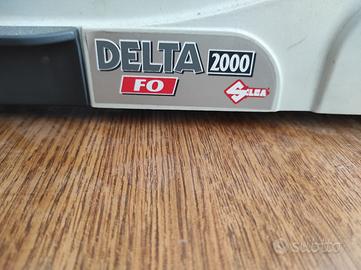 DELTA 2000
FO
SILCA
subito